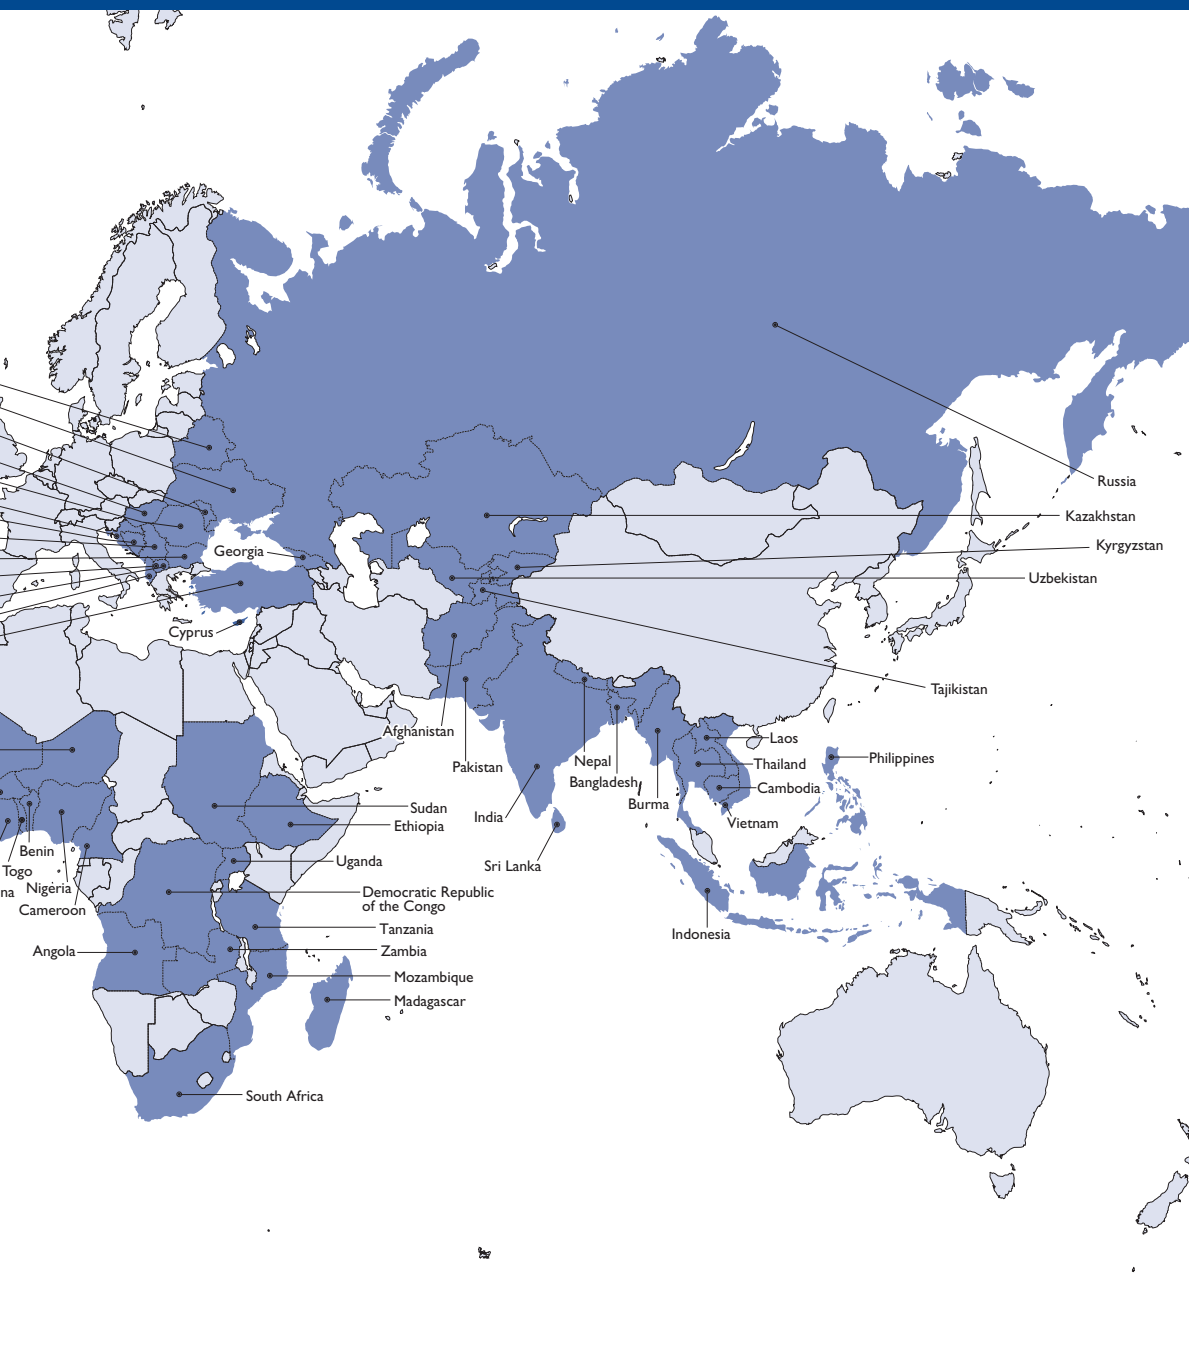 Russia
Kazakhstan
Kyrgyzstan
Georgia
Uzbekistan
Cyprus
Tajikistan
Afghanistan
Laos
Philippines
Pakistan
Nepal
Thailand
Bangladesh
Cambodia
Burma
Sudan
India
Vietnam
Ethiopia
Benin
Uganda
Sri Lanka
Togo
na
Nigeria
Democratic Republic
of the Congo
Cameroon
Tanzania
Indonesia
Angola
Zambia
Mozambique
Madagascar
South Africa